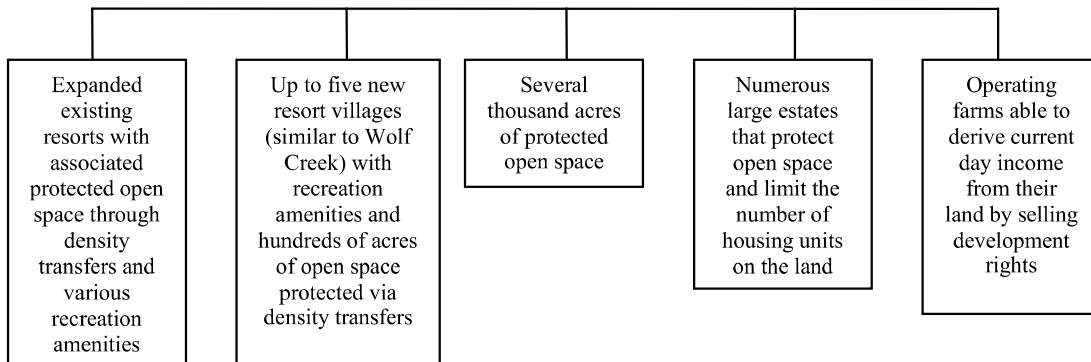 Expanded
existing
resorts with
associated
protected open
space through
density
transfers and
various
recreation
amenities
Up to five new
resort villages
(similar to Wolf
Creek) with
recreation
amenities and
hundreds of acres
of open space
protected via
density transfers
Several
thousand acres
of protected
open space
Numerous
large estates
that protect
open space
and limit the
number of
housing units
on the land
Operating
farms able to
derive current
day income
from their
land by selling
development
rights